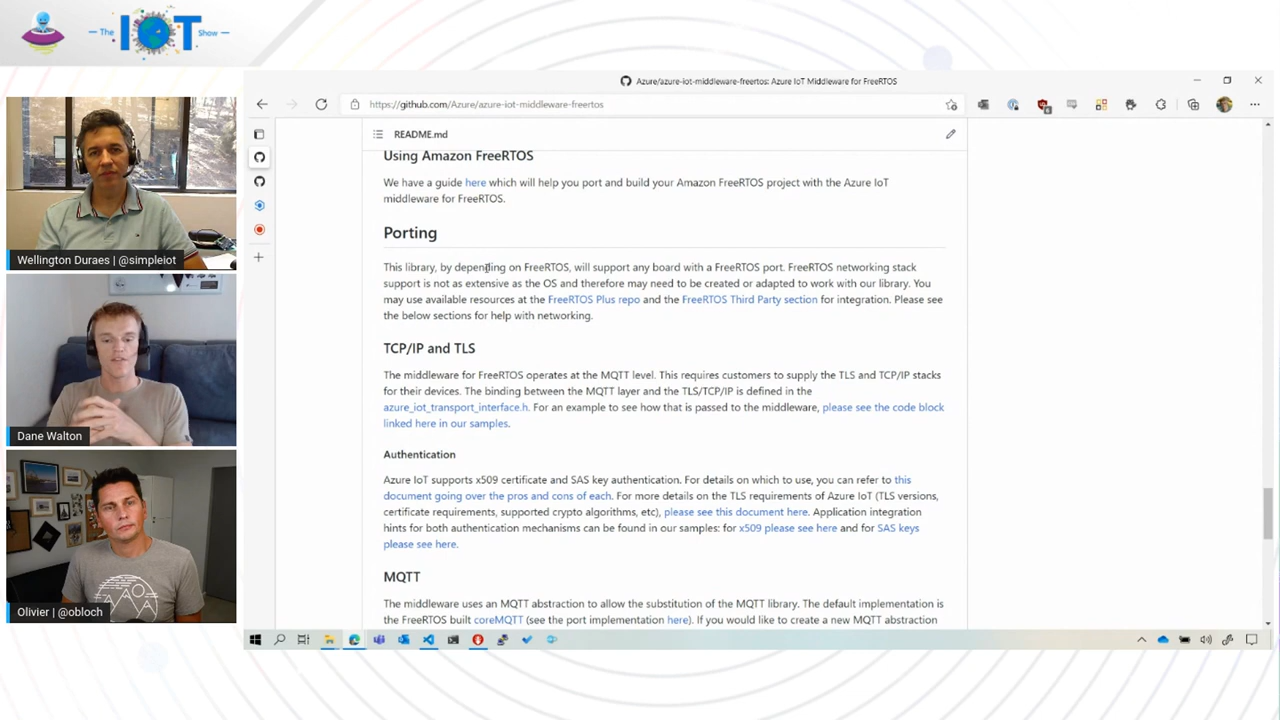 The IOT Show
Azure/azure-iot-middleware-freertos: Azure IoT Middleware for FreeRTOS
https://github.com/Azure/azure-iot-middleware-freertos
README.md
Using Amazon FreeRTOS
We have a guide here which will help you port and build your Amazon FreeRTOS project with the Azure IoT
middleware for FreeRTOS.
Porting
This library, by depending on FreeRTOS, will support any board with a FreeRTOS port. FreeRTOS networking stack
support is not as extensive as the OS and therefore may need to be created or adapted to work with our library. You
may use available resources at the FreeRTOS Plus repo and the FreeRTOS Third Party section for integration. Please see
the below sections for help with networking.
TCP/IP and TLS
The middleware for FreeRTOS operates at the MQTT level. This requires customers to supply the TLS and TCP/IP stacks
for their devices. The binding between the MQTT layer and the TLS/TCP/IP is defined in the
azure_iot_transport_interface.h. For an example to see how that is passed to the middleware, please see the code block
linked here in our samples.
Authentication
Azure IoT supports x509 certificate and SAS key authentication. For details on which to use, you can refer to this
document going over the pros and cons of each. For more details on the TLS requirements of Azure IoT (TLS versions,
certificate requirements, supported crypto algorithms, etc), please see this document here. Application integration
hints for both authentication mechanisms can be found in our samples: for x509 please see here and for SAS keys
please see here.
MQTT
The middleware uses an MQTT abstraction to allow the substitution of the MQTT library. The default implementation is
the FreeRTOS built coreMQTT (see the port implementation here). If you would like to create a new MQTT abstraction
Wellington Duraes | @simpleiot
Dane Walton
Olivier | @obloch